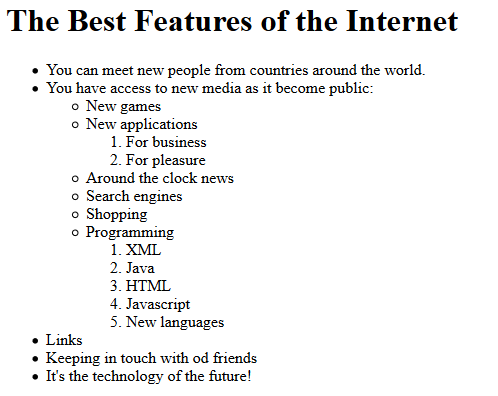 The Best Features of the Internet
• You can meet new people from countries around the world.
• You have access to new media as it become public:
○ New games
○ New applications
1. For business
2. For pleasure
○ Around the clock news
○ Search engines
○ Shopping
○ Programming
1. XML
2. Java
3. HTML
4. Javascript
5. New languages
• Links
• Keeping in touch with od friends
• It's the technology of the future!